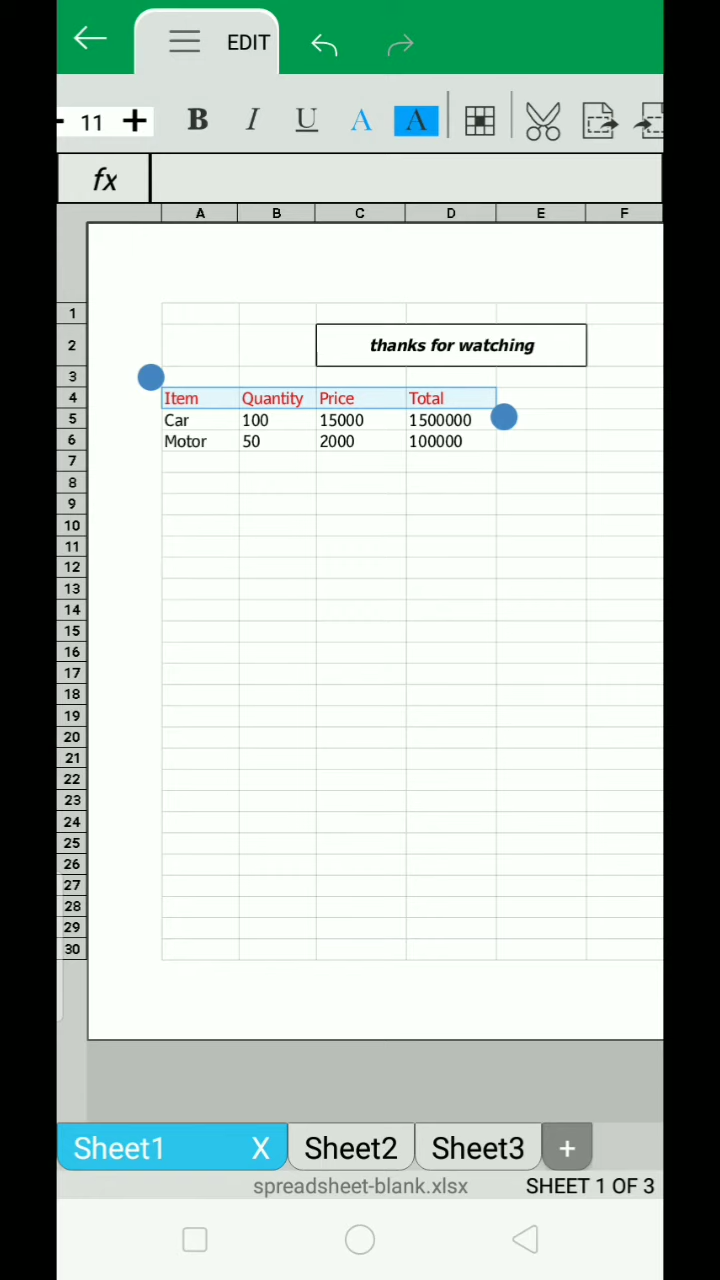 EDIT
11 B I U A A
fx
A B C D E F
1
2 thanks for watching
3
4 Item Quantity Price Total
5 Car 100 15000 1500000
6 Motor 50 2000 100000
7
8
9
10
11
12
13
14
15
16
17
18
19
20
21
22
23
24
25
26
27
28
29
30
Sheet1 X Sheet2 Sheet3 +
spreadsheet-blank.xlsx SHEET 1 OF 3